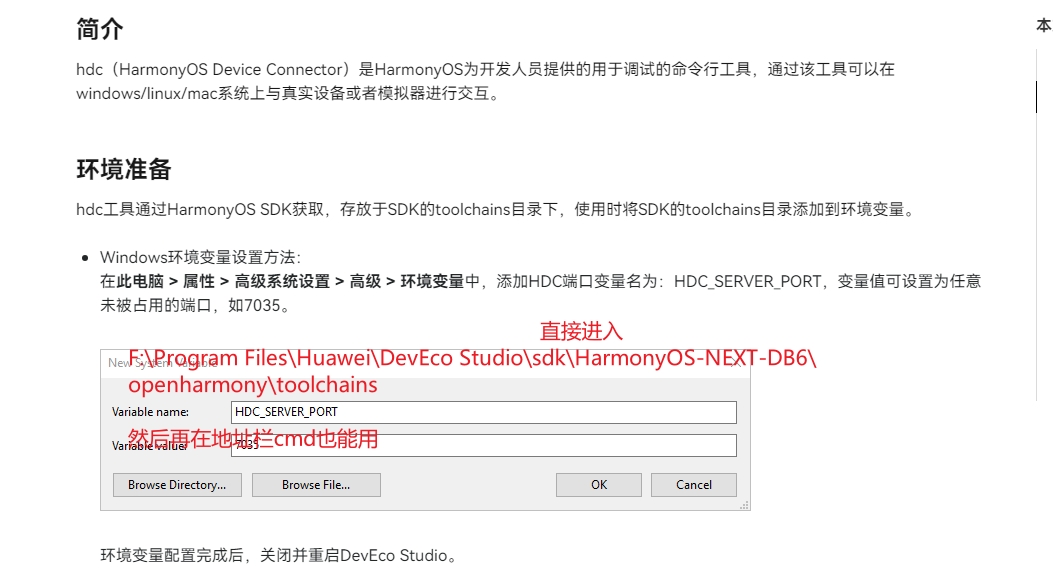 简介
本
hdc（HarmonyOS Device Connector）是HarmonyOS为开发人员提供的用于调试的命令行工具，通过该工具可以在
windows/linux/mac系统上与真实设备或者模拟器进行交互。
环境准备
hdc工具通过HarmonyOS SDK获取，存放于SDK的toolchains目录下，使用时将SDK的toolchains目录添加到环境变量。
• Windows环境变量设置方法：
在此电脑 > 属性 > 高级系统设置 > 高级 > 环境变量中，添加HDC端口变量名为：HDC_SERVER_PORT，变量值可设置为任意
未被占用的端口，如7035。
直接进入
New System Variable
F:\Program Files\Huawei\DevEco Studio\sdk\HarmonyOS-NEXT-DB6\
openharmony\toolchains
Variable name: HDC_SERVER_PORT
然后再在地址栏cmd也能用
Variable value: 7035
Browse Directory... Browse File... OK Cancel
环境变量配置完成后，关闭并重启DevEco Studio。